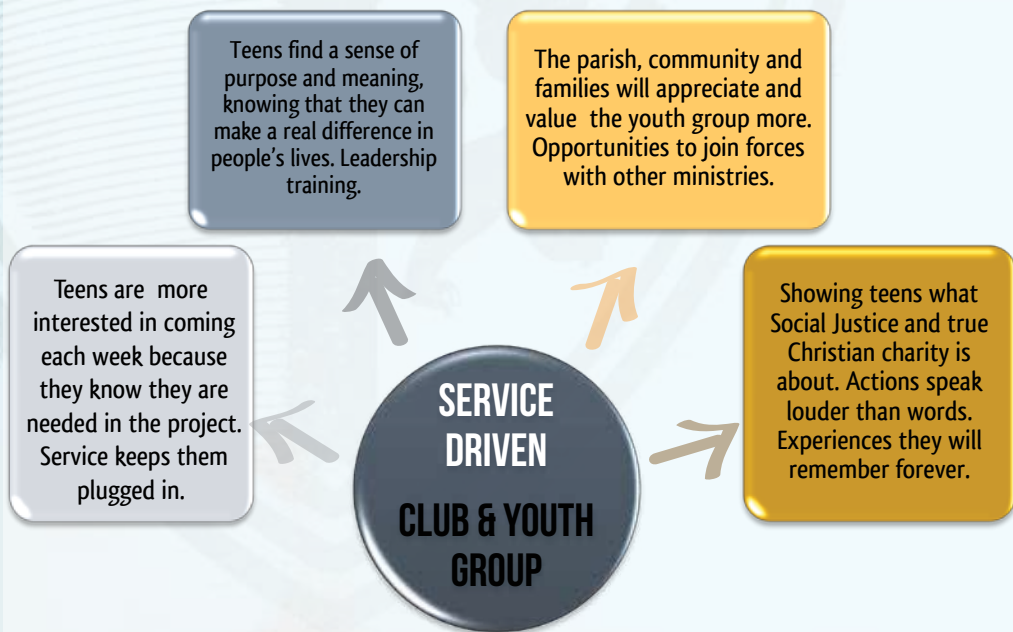 Teens find a sense of
purpose and meaning,
knowing that they can
make a real difference in
people's lives. Leadership
training.
The parish, community and
families will appreciate and
value  the youth group more.
Opportunities to join forces
with other ministries.
Teens are  more
interested in coming
each week because
they know they are
needed in the project.
Service keeps them
plugged in.
Showing teens what
Social Justice and true
Christian charity is
about. Actions speak
louder than words.
Experiences they will
remember forever.
SERVICE
DRIVEN
CLUB & YOUTH
GROUP